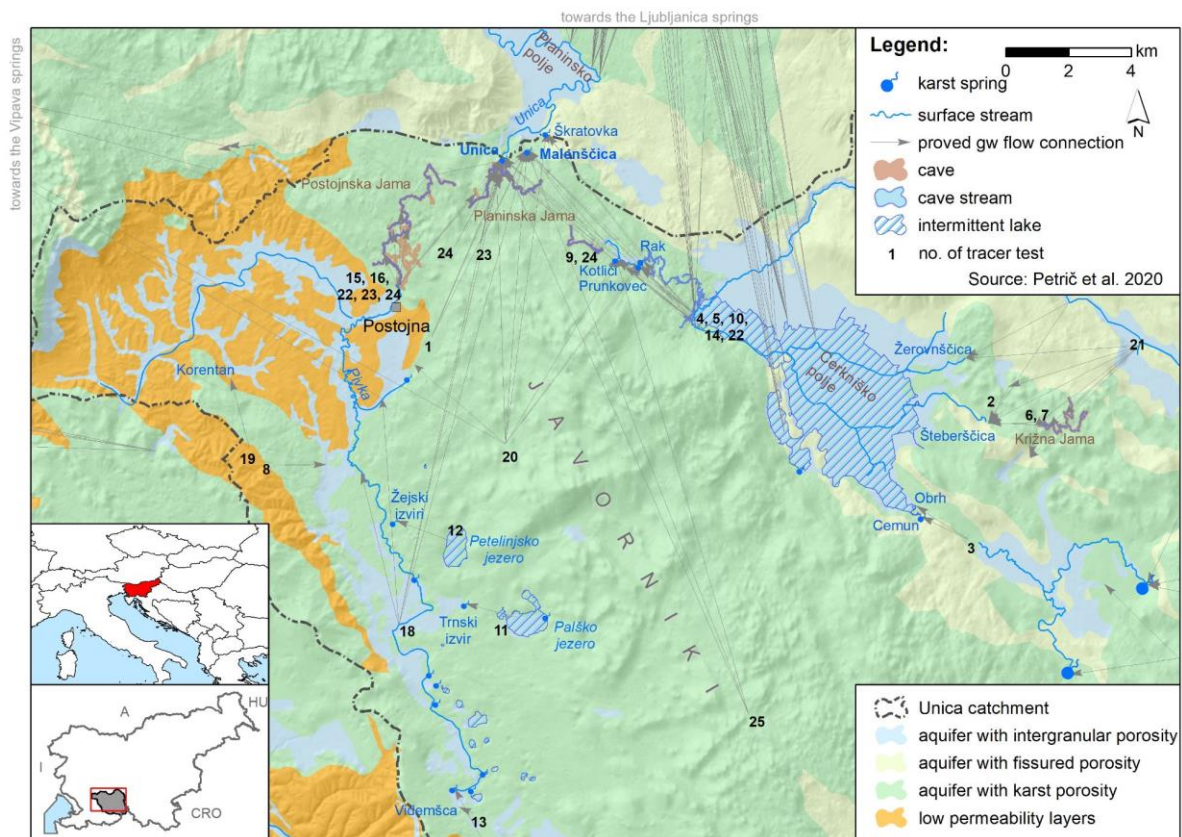 towards the Ljubljanica springs
towards the Vipava springs
Legend:
0 2 4 km
karst spring
surface stream
proved gw flow connection
cave
cave stream
intermittent lake
1 no. of tracer test
Source: Petrič et al. 2020
N
Planinsko
polje
Unica
Škratovka
Unica
Malenščica
Postojnska Jama
Planinska Jama
24
23
9, 24
Rak
Kotliči
Prunkovec
15, 16,
22, 23, 24
Postojna
1
4, 5, 10,
14, 22
Cerkniško
polje
Žerovnščica
21
Korentan
Pivka
2
6, 7
Šteberščica
Križna Jama
JAVORNIKI
19
8
20
Obrh
Cemun
3
Žejski
izviri
12
Petelinjsko
jezero
18
Trnski
izvir
11
Palško
jezero
25
Videmšca
13
A
HU
I
CRO
Unica catchment
aquifer with intergranular porosity
aquifer with fissured porosity
aquifer with karst porosity
low permeability layers